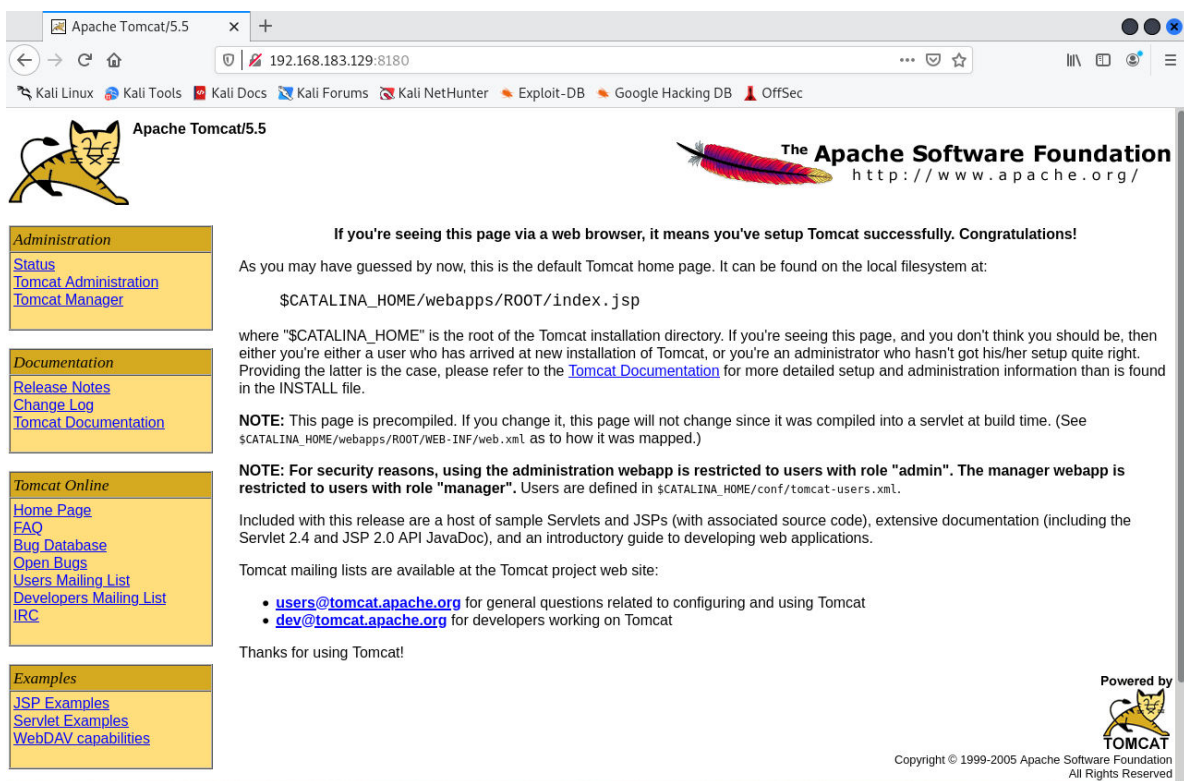 Apache Tomcat/5.5
192.168.183.129:8180
Kali Linux Kali Tools Kali Docs Kali Forums Kali NetHunter Exploit-DB Google Hacking DB OffSec
Apache Tomcat/5.5
The Apache Software Foundation
http://www.apache.org/
Administration
Status
Tomcat Administration
Tomcat Manager
Documentation
Release Notes
Change Log
Tomcat Documentation
Tomcat Online
Home Page
FAQ
Bug Database
Open Bugs
Users Mailing List
Developers Mailing List
IRC
Examples
JSP Examples
Servlet Examples
WebDAV capabilities
If you're seeing this page via a web browser, it means you've setup Tomcat successfully. Congratulations!
As you may have guessed by now, this is the default Tomcat home page. It can be found on the local filesystem at:
$CATALINA_HOME/webapps/ROOT/index.jsp
where "$CATALINA_HOME" is the root of the Tomcat installation directory. If you're seeing this page, and you don't think you should be, then
either you're either a user who has arrived at new installation of Tomcat, or you're an administrator who hasn't got his/her setup quite right.
Providing the latter is the case, please refer to the Tomcat Documentation for more detailed setup and administration information than is found
in the INSTALL file.
NOTE: This page is precompiled. If you change it, this page will not change since it was compiled into a servlet at build time. (See
$CATALINA_HOME/webapps/ROOT/WEB-INF/web.xml as to how it was mapped.)
NOTE: For security reasons, using the administration webapp is restricted to users with role "admin". The manager webapp is
restricted to users with role "manager". Users are defined in $CATALINA_HOME/conf/tomcat-users.xml.
Included with this release are a host of sample Servlets and JSPs (with associated source code), extensive documentation (including the
Servlet 2.4 and JSP 2.0 API JavaDoc), and an introductory guide to developing web applications.
Tomcat mailing lists are available at the Tomcat project web site:
users@tomcat.apache.org for general questions related to configuring and using Tomcat
dev@tomcat.apache.org for developers working on Tomcat
Thanks for using Tomcat!
Powered by
TOMCAT
Copyright © 1999-2005 Apache Software Foundation
All Rights Reserved